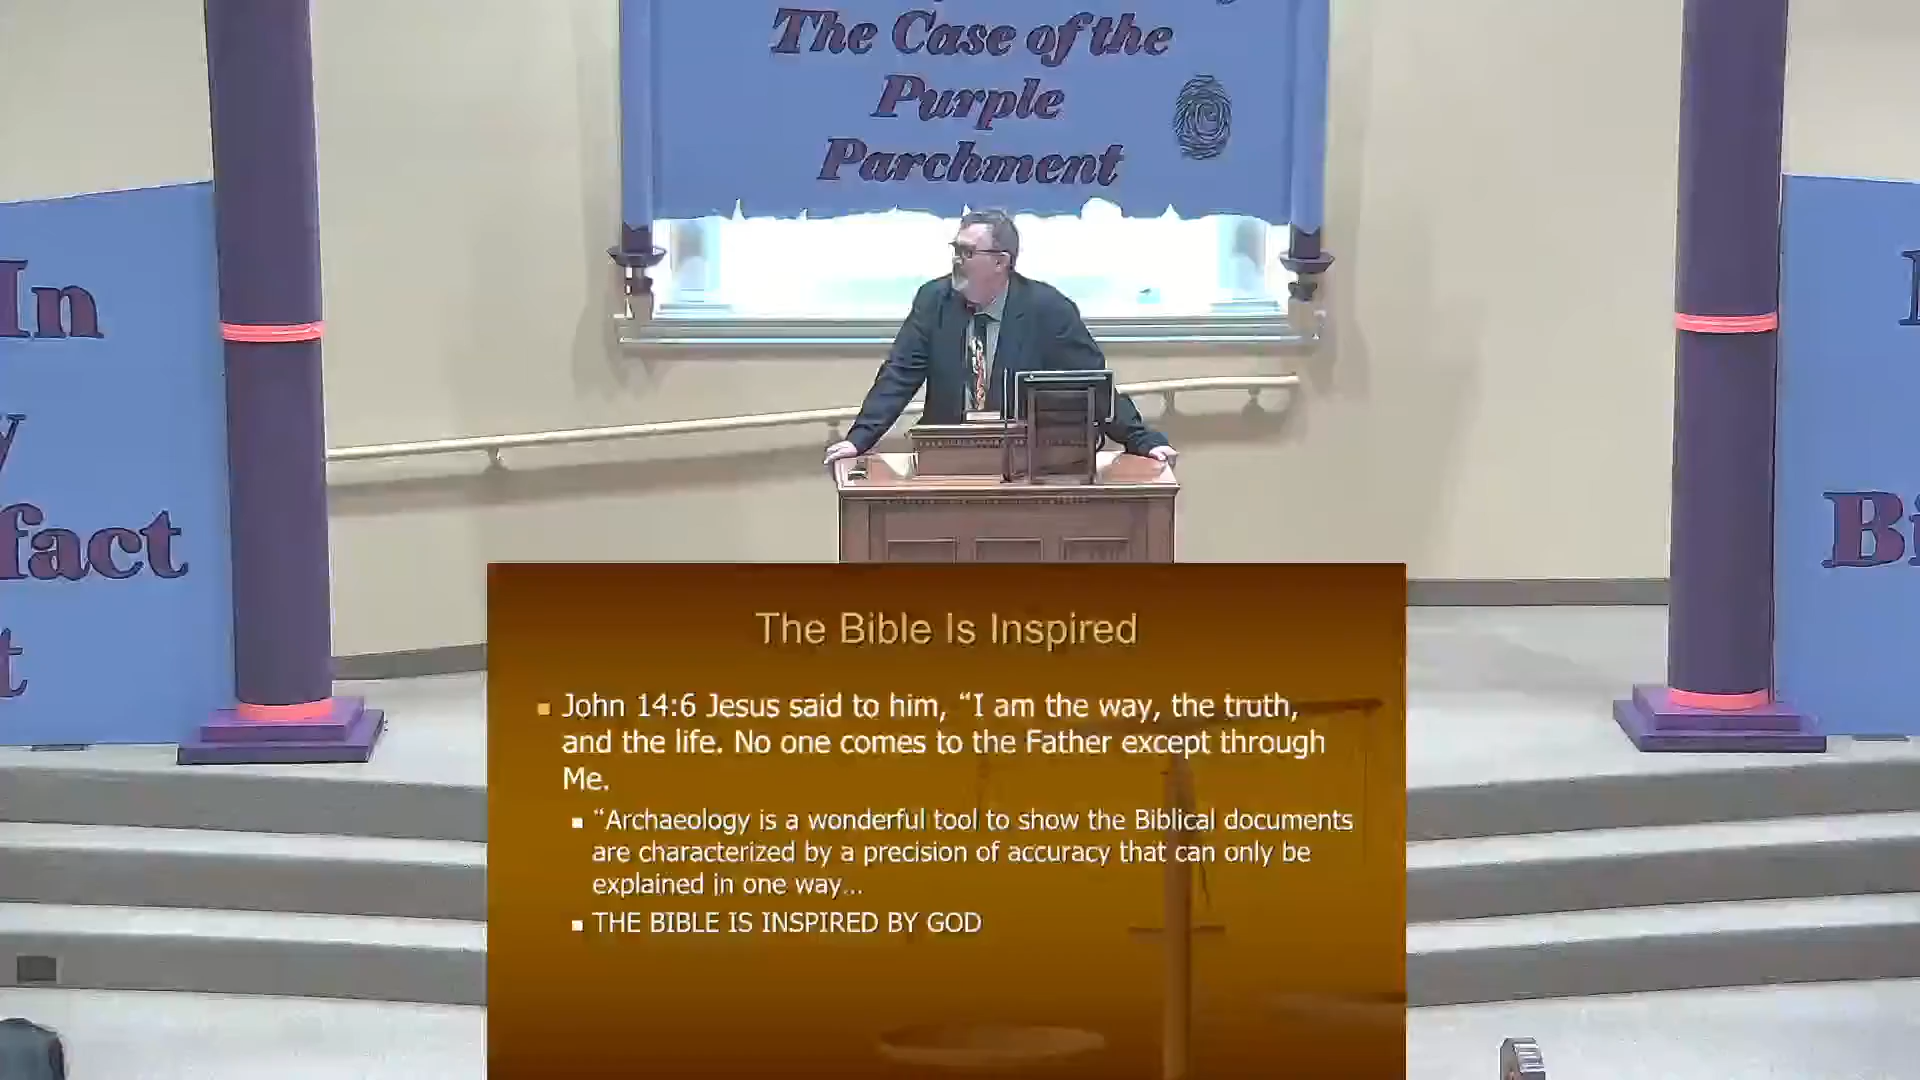 The Case of the
Purple
Parchment
In
fact
The Bible Is Inspired
John 14:6 Jesus said to him, “I am the way, the truth,
and the life. No one comes to the Father except through
Me.
“Archaeology is a wonderful tool to show the Biblical documents
are characterized by a precision of accuracy that can only be
explained in one way...
THE BIBLE IS INSPIRED BY GOD